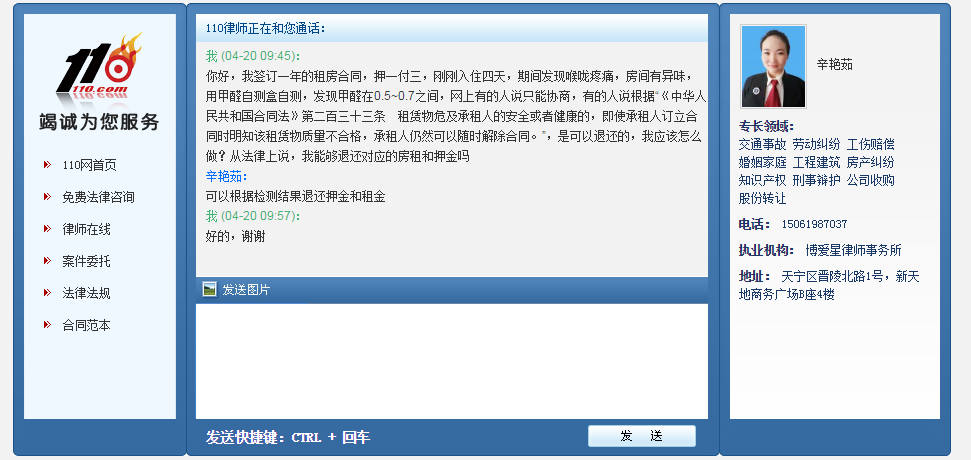 110
110.com
竭诚为您服务
110网首页
免费法律咨询
律师在线
案件委托
法律法规
合同范本
110律师正在和您通话:
我 (04-20 09:45):
你好，我签订一年的租房合同，押一付三，刚刚入住四天，期间发现喉咙疼痛，房间有异味，
用甲醛自测盒自测，发现甲醛在0.5~0.7之间，网上有的人说只能协商，有的人说根据“《中华人
民共和国合同法》第二百三十三条　租赁物危及承租人的安全或者健康的，即使承租人订立合
同时明知该租赁物质量不合格，承租人仍然可以随时解除合同。”，是可以退还的，我应该怎么
做？从法律上说，我能够退还对应的房租和押金吗
辛艳茹:
可以根据检测结果退还押金和租金
我 (04-20 09:57):
好的，谢谢
发送图片
发送快捷键：CTRL + 回车
发 送
辛艳茹
专长领域：
交通事故 劳动纠纷 工伤赔偿
婚姻家庭 工程建筑 房产纠纷
知识产权 刑事辩护 公司收购
股份转让
电话： 15061987037
执业机构： 博爱星律师事务所
地址： 天宁区晋陵北路1号，新天
地商务广场B座4楼